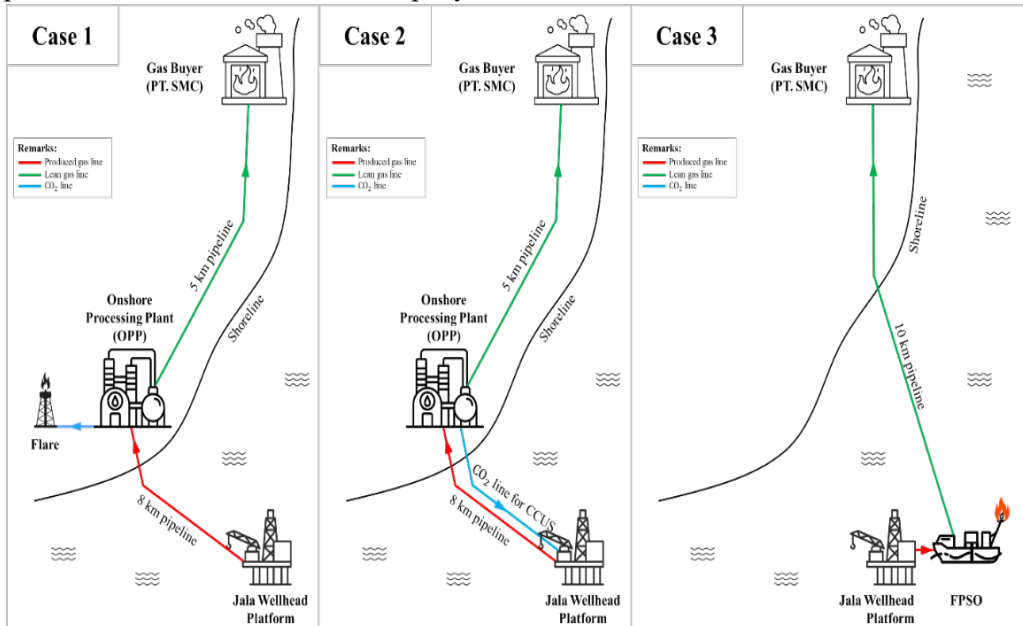 Case 1
Gas Buyer
(PT. SMC)
Remarks:
Produced gas line
Lean gas line
CO₂ line
5 km pipeline
Shoreline
Onshore
Processing Plant
(OPP)
Flare
8 km pipeline
Jala Wellhead
Platform
Case 2
Gas Buyer
(PT. SMC)
Remarks:
Produced gas line
Lean gas line
CO₂ line
5 km pipeline
Shoreline
Onshore
Processing Plant
(OPP)
CO₂ line for CCUS
8 km pipeline
Jala Wellhead
Platform
Case 3
Gas Buyer
(PT. SMC)
Remarks:
Produced gas line
Lean gas line
CO₂ line
Shoreline
10 km pipeline
Jala Wellhead
Platform
FPSO